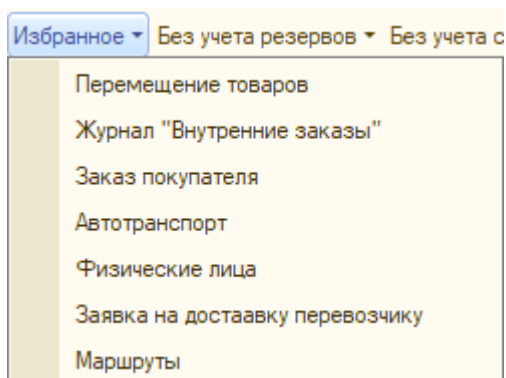 Избранное Без учета резервов Без учета с
Перемещение товаров
Журнал "Внутренние заказы"
Заказ покупателя
Автотранспорт
Физические лица
Заявка на достаавку перевозчику
Маршруты